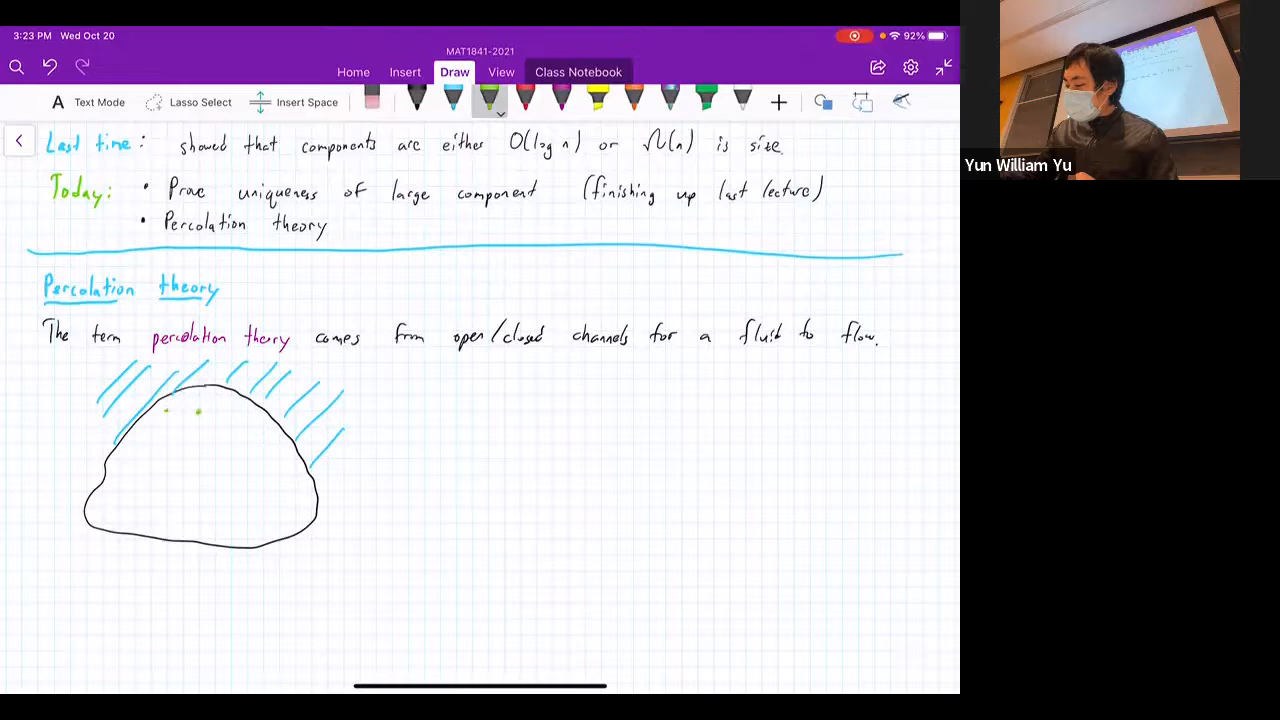 3:23 PM Wed Oct 20
92%
MAT1841-2021
Home Insert Draw View Class Notebook
A Text Mode Lasso Select Insert Space
Last time: showed that components are either O(log n) or Ω(n) is size.
Today: • Prove uniqueness of large component (finishing up last lecture)
• Percolation theory
Percolation theory
The term percolation theory comes from open/closed channels for a fluid to flow.
Yun William Yu